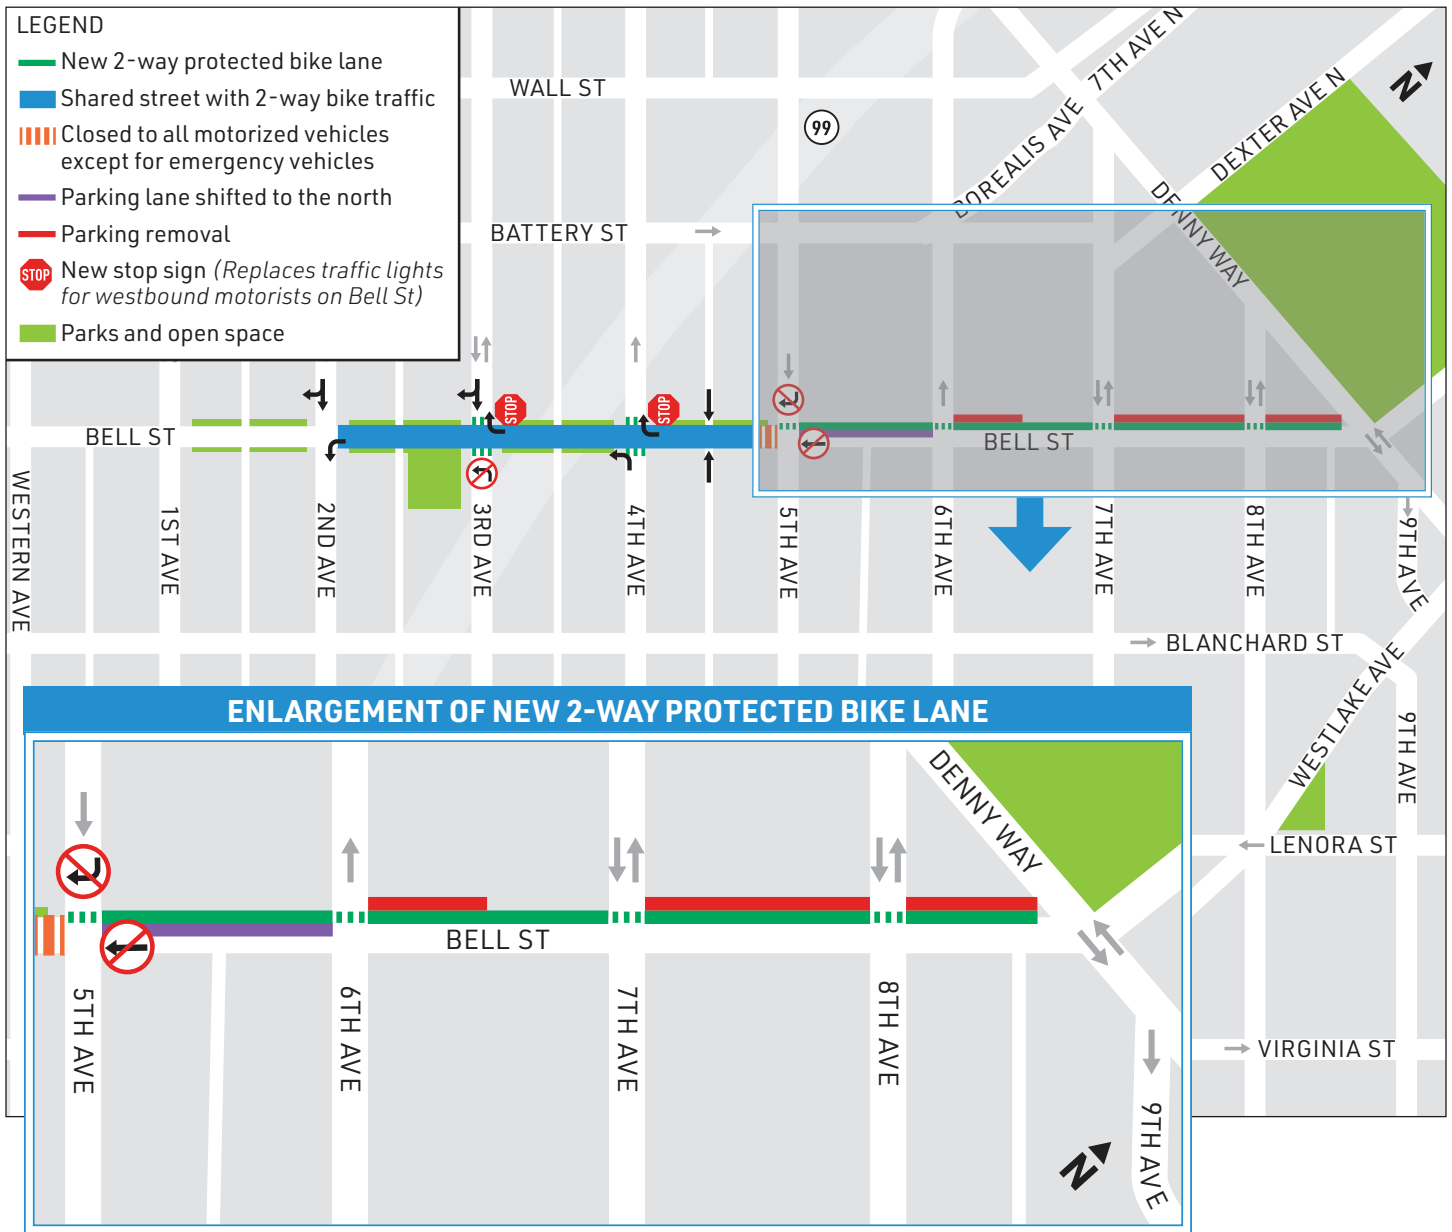 LEGEND
New 2-way protected bike lane
Shared street with 2-way bike traffic
Closed to all motorized vehicles
except for emergency vehicles
Parking lane shifted to the north
Parking removal
STOP
New stop sign (Replaces traffic lights
for westbound motorists on Bell St)
Parks and open space
WALL ST
99
BOREALIS AVE
7TH AVE N
DEXTER AVE N
N
DENNY WAY
BATTERY ST
STOP
STOP
BELL ST
BELL ST
WESTERN AVE
1ST AVE
2ND AVE
3RD AVE
4TH AVE
5TH AVE
6TH AVE
7TH AVE
8TH AVE
9TH AVE
BLANCHARD ST
WESTLAKE AVE
9TH AVE
LENORA ST
VIRGINIA ST
ENLARGEMENT OF NEW 2-WAY PROTECTED BIKE LANE
DENNY WAY
BELL ST
5TH AVE
6TH AVE
7TH AVE
8TH AVE
9TH AVE
N